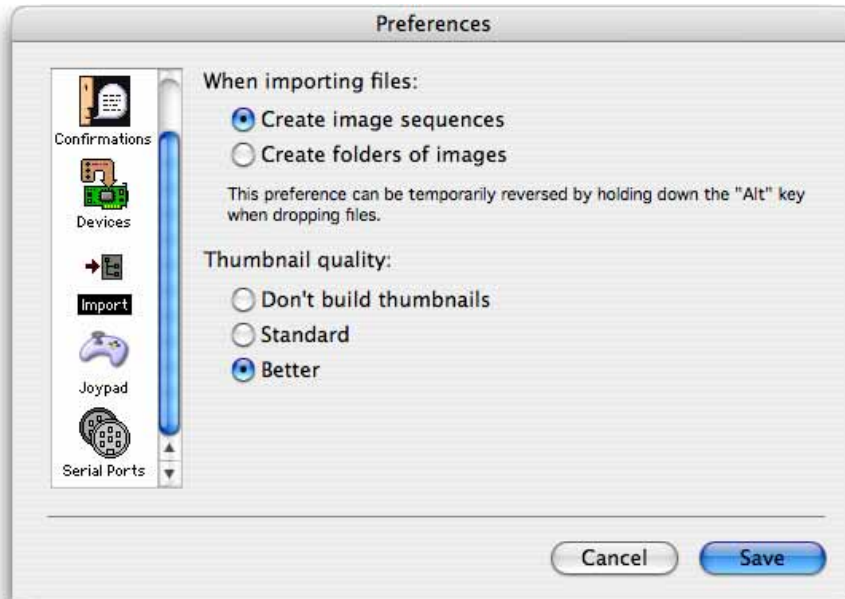 Preferences
Confirmations
Devices
Import
Joypad
Serial Ports
When importing files:
Create image sequences
Create folders of images
This preference can be temporarily reversed by holding down the "Alt" key
when dropping files.
Thumbnail quality:
Don't build thumbnails
Standard
Better
Cancel
Save